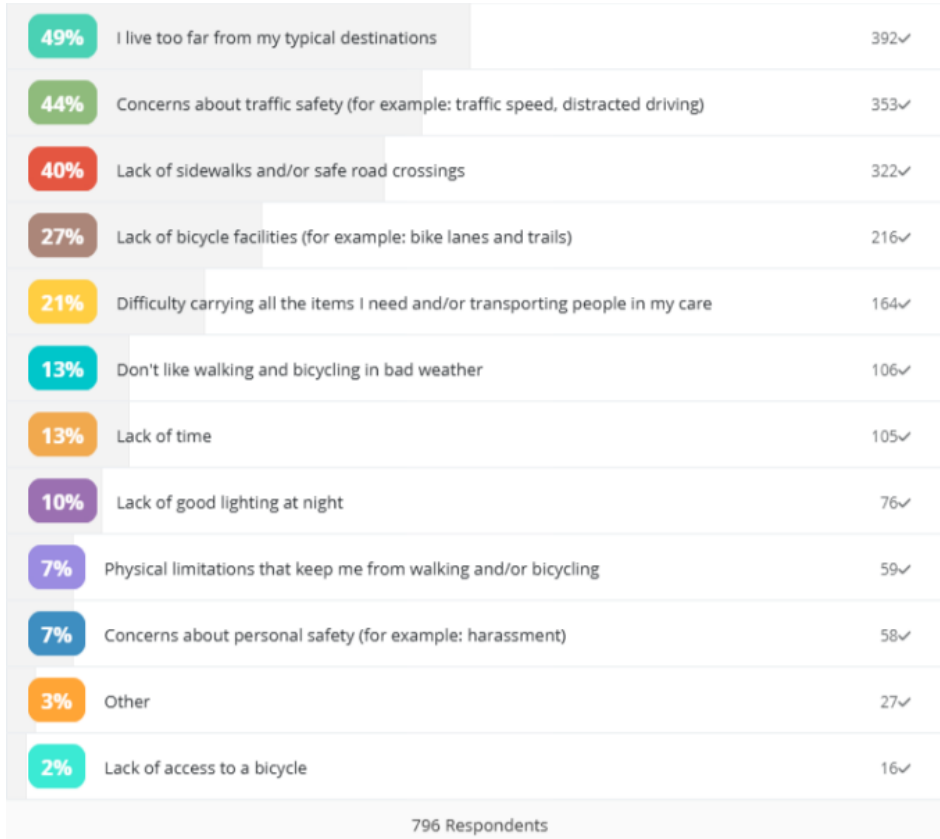 49% I live too far from my typical destinations 392✓
44% Concerns about traffic safety (for example: traffic speed, distracted driving) 353✓
40% Lack of sidewalks and/or safe road crossings 322✓
27% Lack of bicycle facilities (for example: bike lanes and trails) 216✓
21% Difficulty carrying all the items I need and/or transporting people in my care 164✓
13% Don't like walking and bicycling in bad weather 106✓
13% Lack of time 105✓
10% Lack of good lighting at night 76✓
7% Physical limitations that keep me from walking and/or bicycling 59✓
7% Concerns about personal safety (for example: harassment) 58✓
3% Other 27✓
2% Lack of access to a bicycle 16✓
796 Respondents